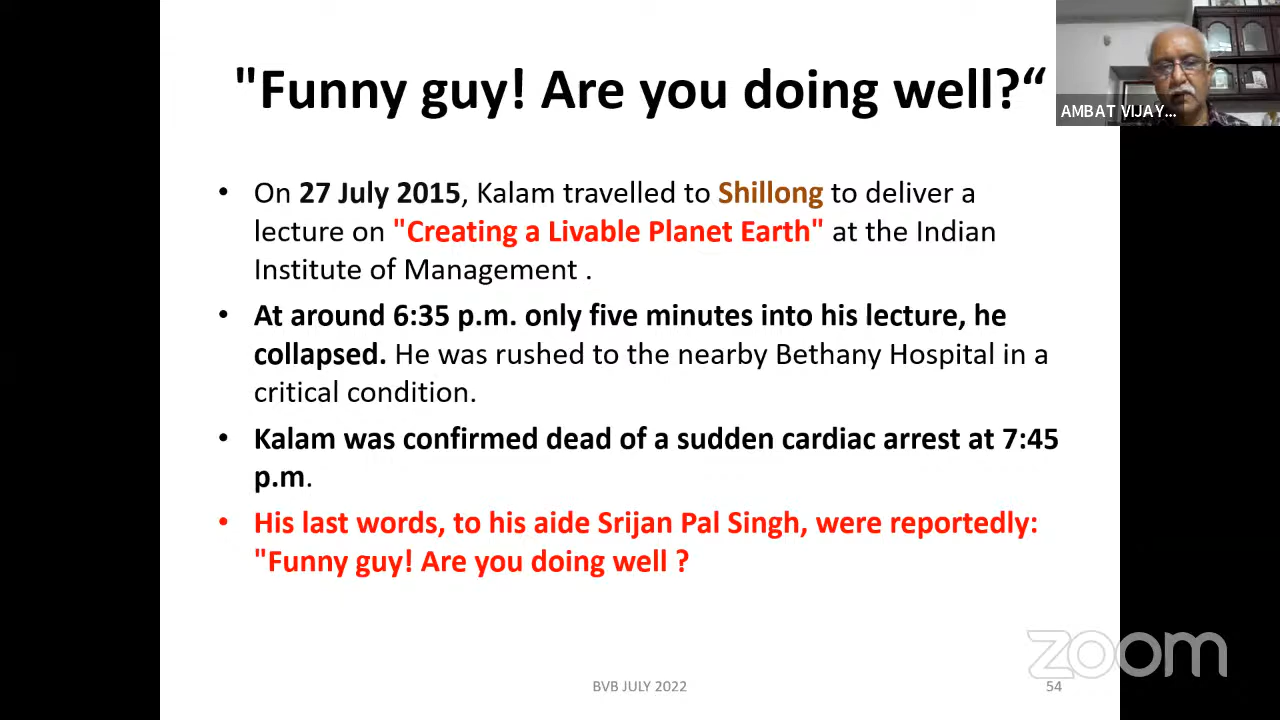 "Funny guy! Are you doing well?“
AMBAT VIJAY...
• On 27 July 2015, Kalam travelled to Shillong to deliver a
lecture on "Creating a Livable Planet Earth" at the Indian
Institute of Management .
• At around 6:35 p.m. only five minutes into his lecture, he
collapsed. He was rushed to the nearby Bethany Hospital in a
critical condition.
• Kalam was confirmed dead of a sudden cardiac arrest at 7:45
p.m.
• His last words, to his aide Srijan Pal Singh, were reportedly:
"Funny guy! Are you doing well ?
zoom
BVB JULY 2022
54